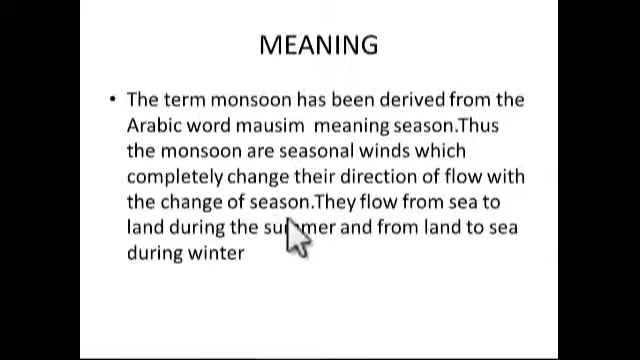 MEANING
• The term monsoon has been derived from the
Arabic word mausim meaning season.Thus
the monsoon are seasonal winds which
completely change their direction of flow with
the change of season.They flow from sea to
land during the summer and from land to sea
during winter